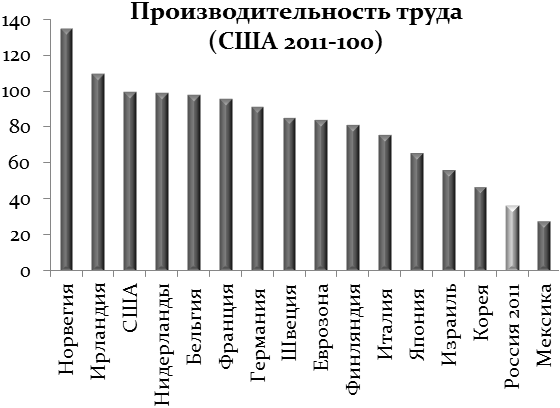 Производительность труда
(США 2011-100)
140
120
100
80
60
40
20
0
Норвегия
Ирландия
США
Нидерланды
Бельгия
Франция
Германия
Швеция
Еврозона
Финляндия
Италия
Япония
Израиль
Корея
Россия 2011
Мексика